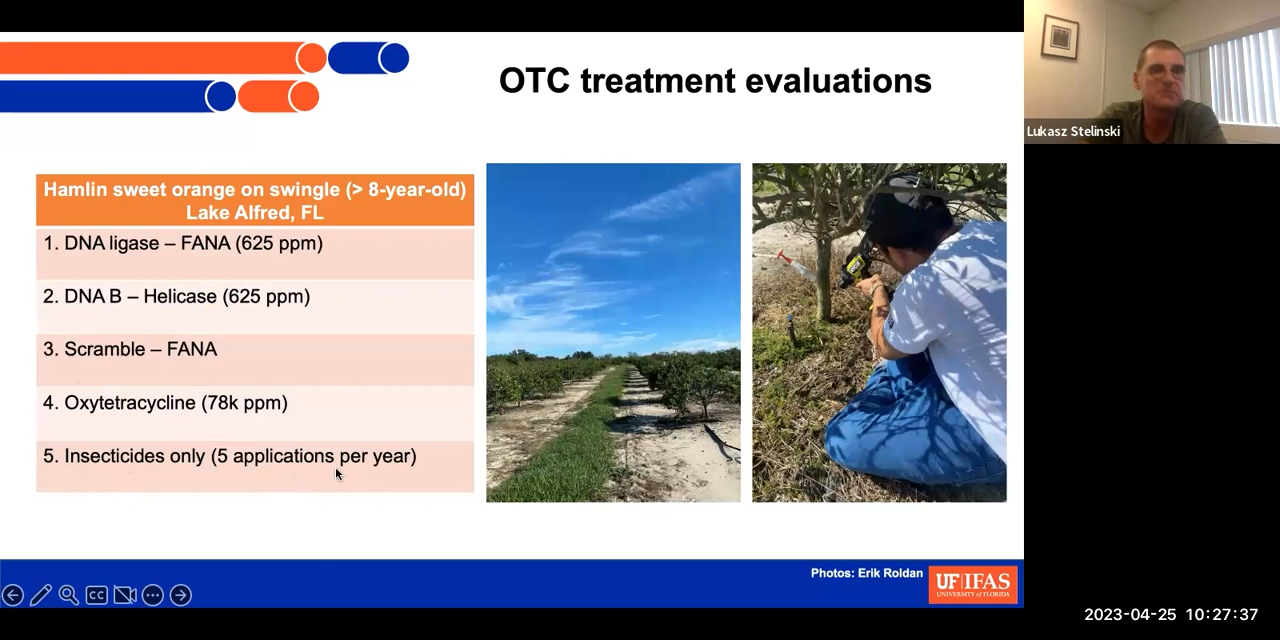 OTC treatment evaluations
Hamlin sweet orange on swingle (> 8-year-old)
Lake Alfred, FL
1. DNA ligase – FANA (625 ppm)
2. DNA B – Helicase (625 ppm)
3. Scramble – FANA
4. Oxytetracycline (78k ppm)
5. Insecticides only (5 applications per year)
Photos: Erik Roldan
UF|IFAS
UNIVERSITY of FLORIDA
CC
Lukasz Stelinski
2023-04-25 10:27:37